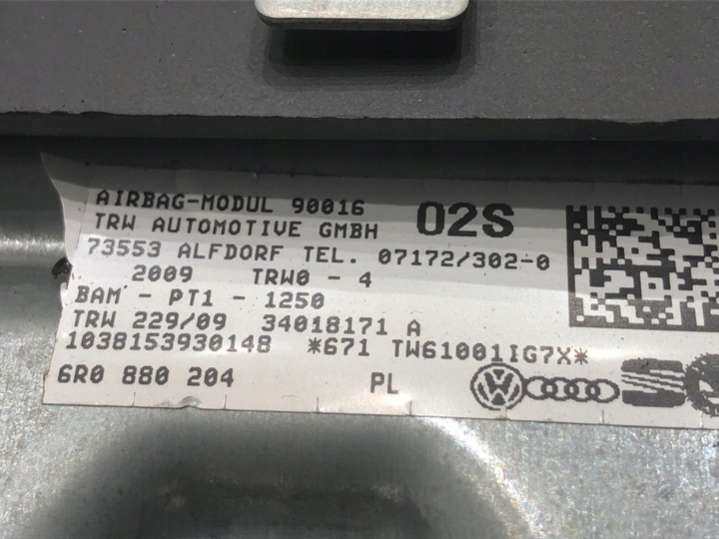 AIRBAG-MODUL 90016
02S
TRW AUTOMOTIVE GMBH
73553 ALFDORF TEL. 07172/302-0
2009 TRW0 - 4
BAM - PT1 - 1250
TRW 229/09 34018171 A
1038153930148 *671 TW61001IG7X*
6R0 880 204 PL